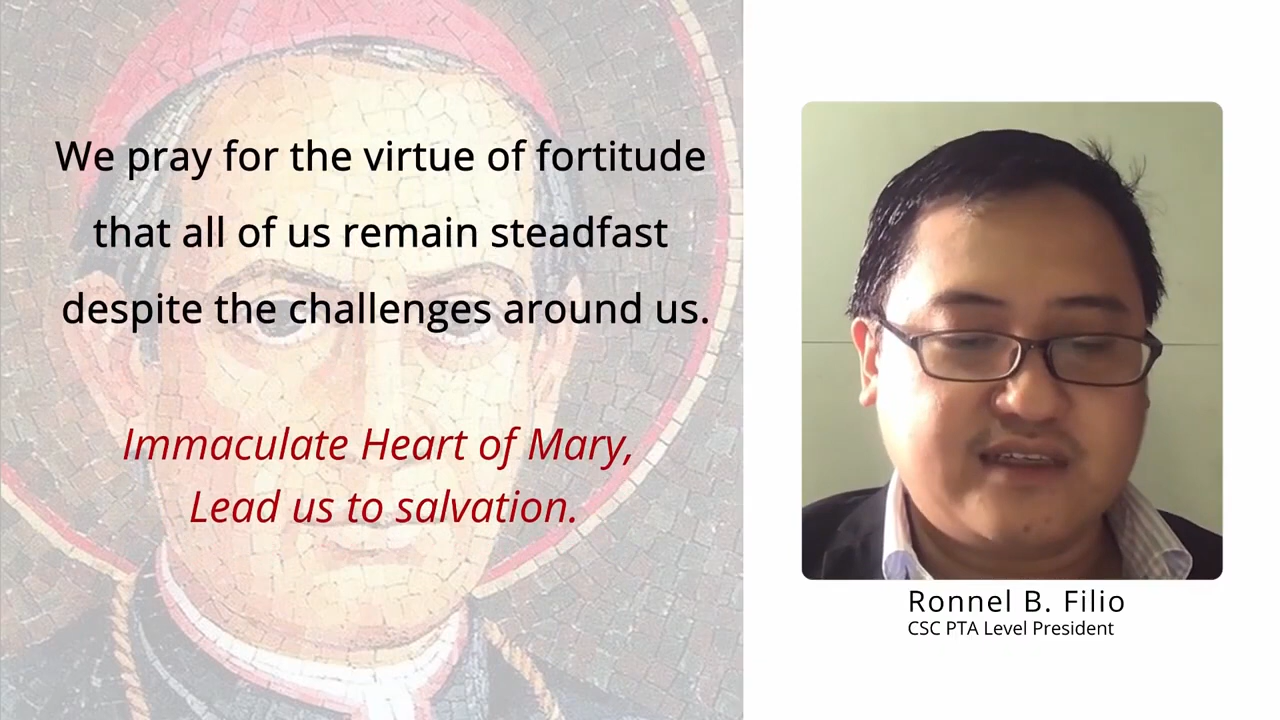 We pray for the virtue of fortitude
that all of us remain steadfast
despite the challenges around us.
Immaculate Heart of Mary,
Lead us to salvation.
Ronnel B. Filio
CSC PTA Level President